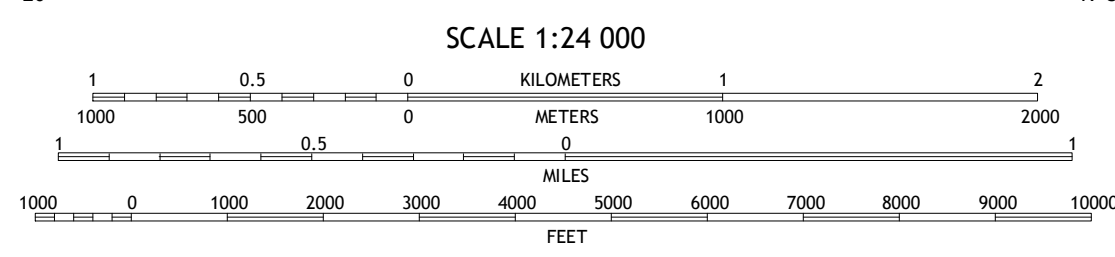 SCALE 1:24 000
1 0.5 0 KILOMETERS 1 2
1000 500 0 METERS 1000 2000
1 0.5 0 1
MILES
1000 0 1000 2000 3000 4000 5000 6000 7000 8000 9000 10000
FEET